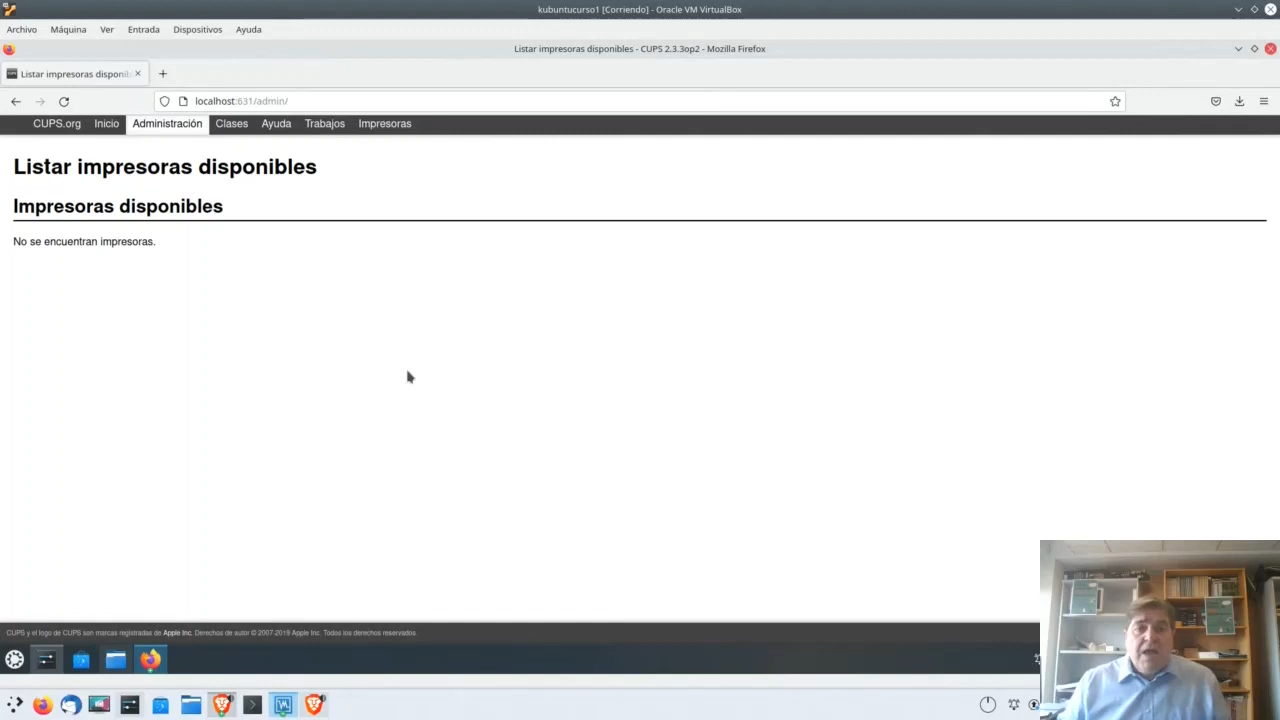 kubuntucurso1 [Corriendo] - Oracle VM VirtualBox
Archivo Máquina Ver Entrada Dispositivos Ayuda
Listar impresoras disponibles - CUPS 2.3.3op2 - Mozilla Firefox
Listar impresoras disponib
localhost:631/admin/
CUPS.org Inicio Administración Clases Ayuda Trabajos Impresoras
Listar impresoras disponibles
Impresoras disponibles
No se encuentran impresoras.
CUPS y el logo de CUPS son marcas registradas de Apple Inc. Derechos de autor © 2007-2019 Apple Inc. Todos los derechos reservados.